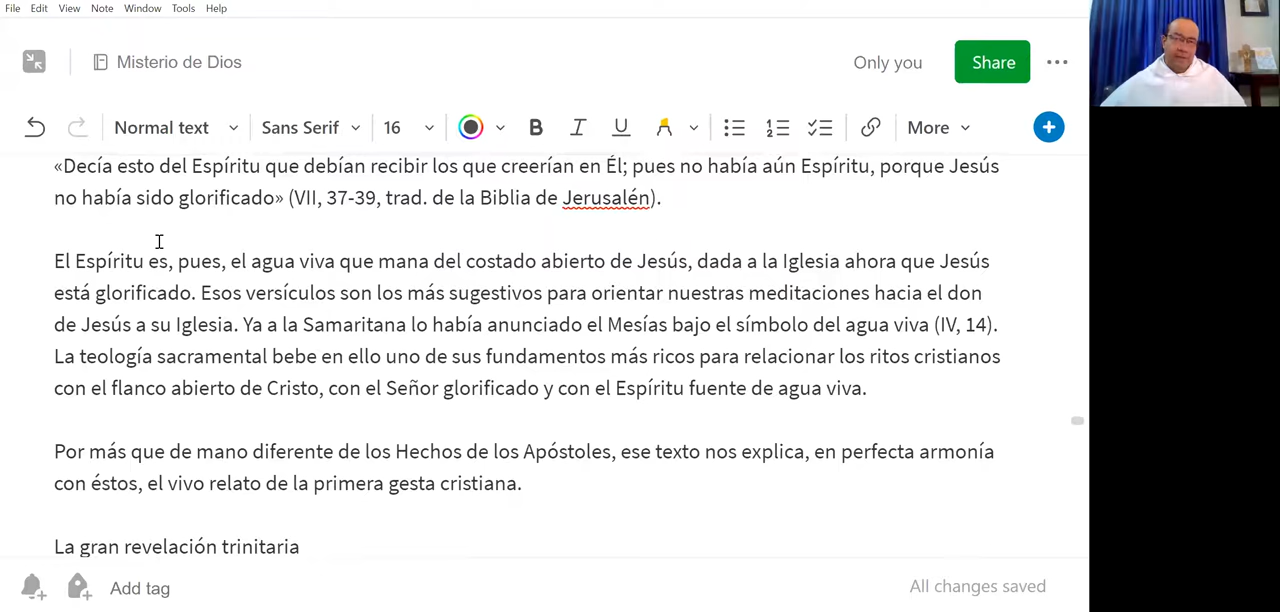 File Edit View Note Window Tools Help
Misterio de Dios Only you Share
Normal text Sans Serif 16 B I U A More
«Decía esto del Espíritu que debían recibir los que creerían en Él; pues no había aún Espíritu, porque Jesús
no había sido glorificado» (VII, 37-39, trad. de la Biblia de Jerusalén).
El Espíritu es, pues, el agua viva que mana del costado abierto de Jesús, dada a la Iglesia ahora que Jesús
está glorificado. Esos versículos son los más sugestivos para orientar nuestras meditaciones hacia el don
de Jesús a su Iglesia. Ya a la Samaritana lo había anunciado el Mesías bajo el símbolo del agua viva (IV, 14).
La teología sacramental bebe en ello uno de sus fundamentos más ricos para relacionar los ritos cristianos
con el flanco abierto de Cristo, con el Señor glorificado y con el Espíritu fuente de agua viva.
Por más que de mano diferente de los Hechos de los Apóstoles, ese texto nos explica, en perfecta armonía
con éstos, el vivo relato de la primera gesta cristiana.
La gran revelación trinitaria
Add tag All changes saved